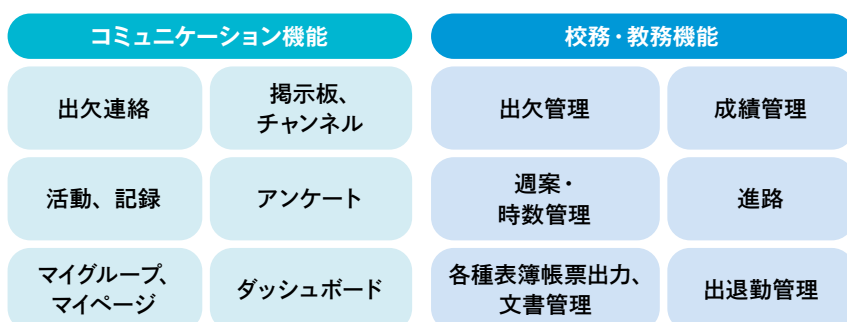 コミュニケーション機能
出欠連絡
掲示板、
チャンネル
活動、記録
アンケート
マイグループ、
マイページ
ダッシュボード
校務・教務機能
出欠管理
成績管理
週案・
時数管理
進路
各種表簿帳票出力、
文書管理
出退勤管理